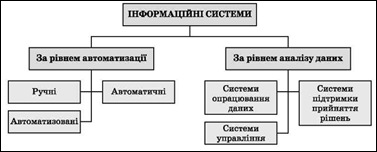 ІНФОРМАЦІЙНІ СИСТЕМИ
За рівнем автоматизації
За рівнем аналізу даних
Ручні
Автоматичні
Автоматизовані
Системи
опрацювання
даних
Системи
підтримки
прийняття
рішень
Системи
управління